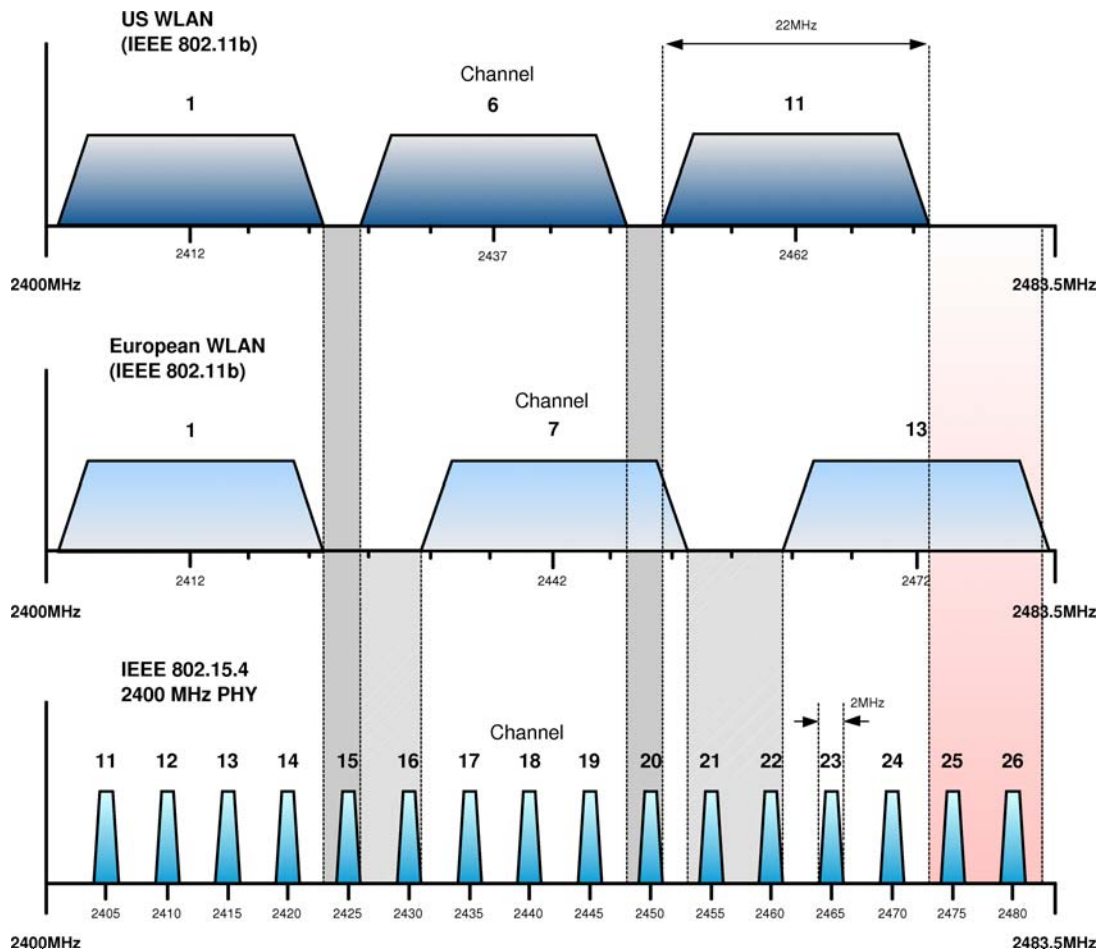 US WLAN
(IEEE 802.11b)
22MHz
Channel
1 6 11
2412 2437 2462
2400MHz 2483.5MHz
European WLAN
(IEEE 802.11b)
Channel
1 7 13
2412 2442 2472
2400MHz 2483.5MHz
IEEE 802.15.4
2400 MHz PHY
2MHz
Channel
11 12 13 14 15 16 17 18 19 20 21 22 23 24 25 26
2405 2410 2415 2420 2425 2430 2435 2440 2445 2450 2455 2460 2465 2470 2475 2480
2400MHz 2483.5MHz